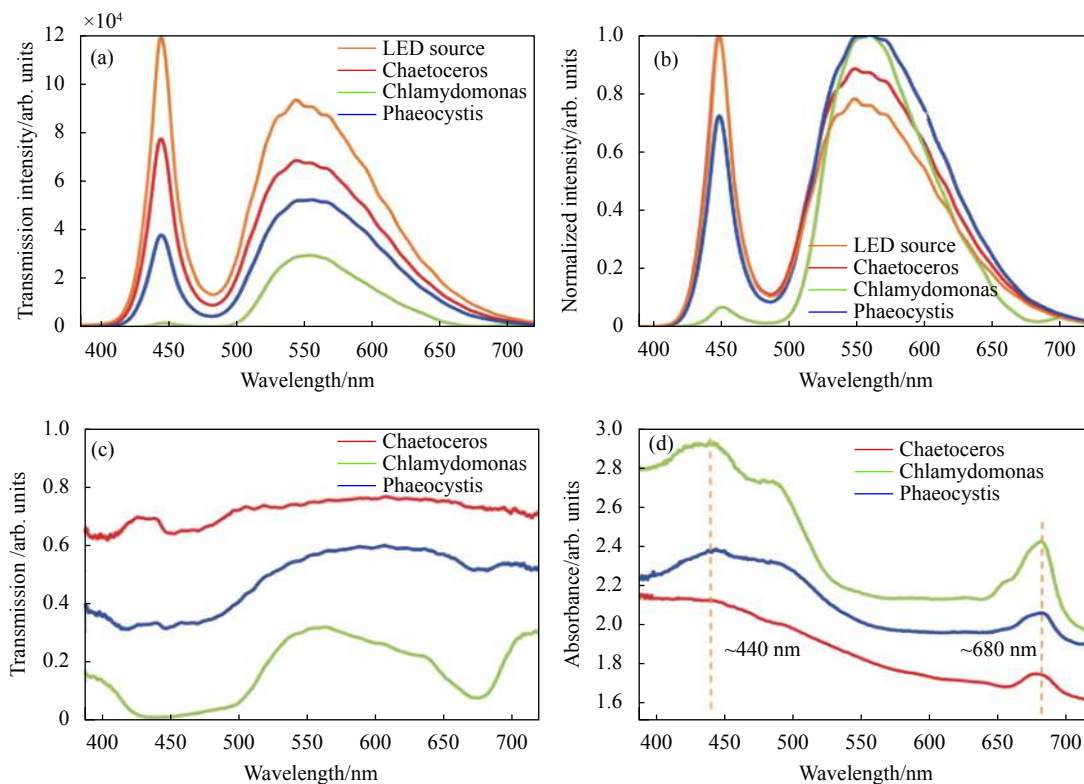 ×10⁴
(a)
LED source
Chaetoceros
Chlamydomonas
Phaeocystis
Transmission intensity/arb. units
12
10
8
6
4
2
0
400 450 500 550 600 650 700
Wavelength/nm
(b)
LED source
Chaetoceros
Chlamydomonas
Phaeocystis
Normalized intensity/arb. units
1.0
0.8
0.6
0.4
0.2
0
400 450 500 550 600 650 700
Wavelength/nm
(c)
Chaetoceros
Chlamydomonas
Phaeocystis
Transmission /arb. units
1.0
0.8
0.6
0.4
0.2
0
400 450 500 550 600 650 700
Wavelength/nm
(d)
Chaetoceros
Chlamydomonas
Phaeocystis
~440 nm
~680 nm
Absorbance/arb. units
3.0
2.8
2.4
2.2
2.0
1.8
1.6
400 450 500 550 600 650 700
Wavelength/nm